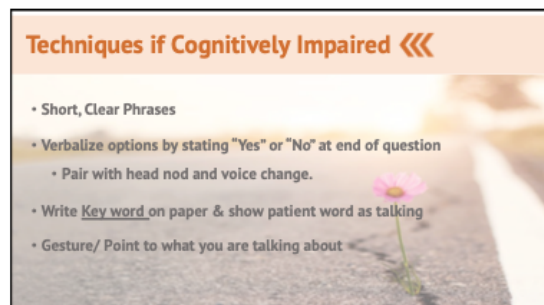 Techniques if Cognitively Impaired
• Short, Clear Phrases
• Verbalize options by stating “Yes” or “No” at end of question
• Pair with head nod and voice change.
• Write Key word on paper & show patient word as talking
• Gesture/ Point to what you are talking about